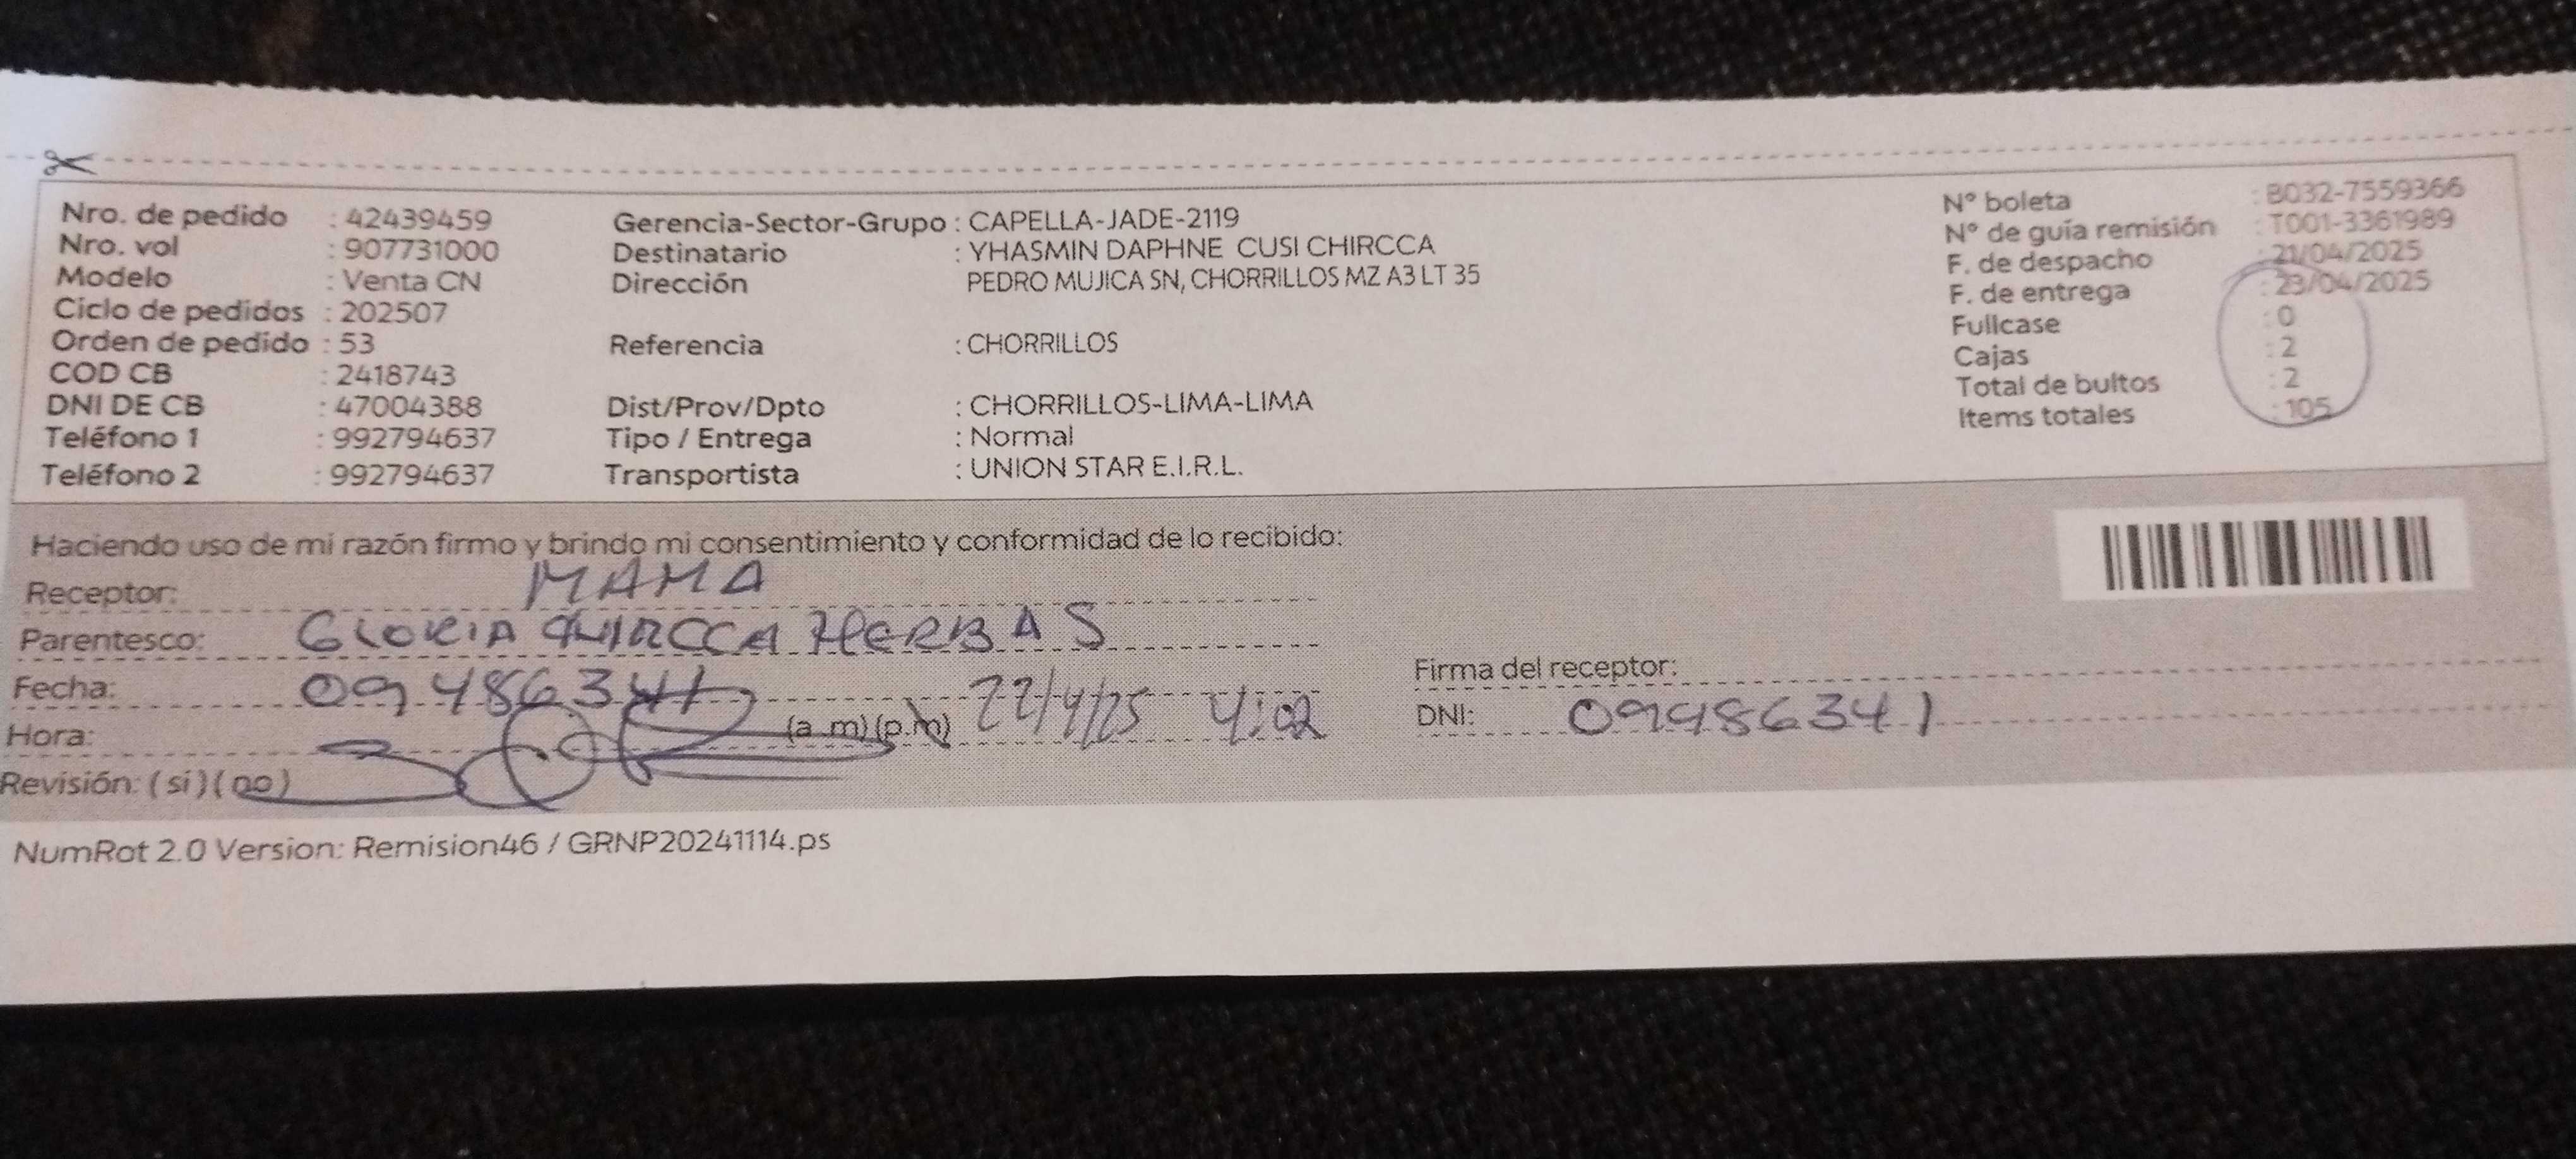 Nro. de pedido : 42439459
Nro. vol : 907731000
Modelo : Venta CN
Ciclo de pedidos : 202507
Orden de pedido : 53
COD CB : 2418743
DNI DE CB : 47004388
Teléfono 1 : 992794637
Teléfono 2 : 992794637
Gerencia-Sector-Grupo : CAPELLA-JADE-2119
Destinatario : YHASMIN DAPHNE CUSI CHIRCCA
Dirección PEDRO MUJICA SN, CHORRILLOS MZ A3 LT 35
Referencia : CHORRILLOS
Dist/Prov/Dpto : CHORRILLOS-LIMA-LIMA
Tipo / Entrega : Normal
Transportista : UNION STAR E.I.R.L.
N° boleta : B032-7559366
N° de guía remisión : T001-3361989
F. de despacho : 21/04/2025
F. de entrega : 23/04/2025
Fullcase : 0
Cajas : 2
Total de bultos : 2
Items totales : 105
Haciendo uso de mi razón firmo y brindo mi consentimiento y conformidad de lo recibido:
Receptor: MAMA
Parentesco: GLORIA CHIRCCA HERBAS
Fecha: 09486341
Hora: (a.m)(p.m) 22/4/25 4:02
Revisión: (si)(no)
Firma del receptor:
DNI: 09486341
NumRot 2.0 Version: Remision46 / GRNP20241114.ps